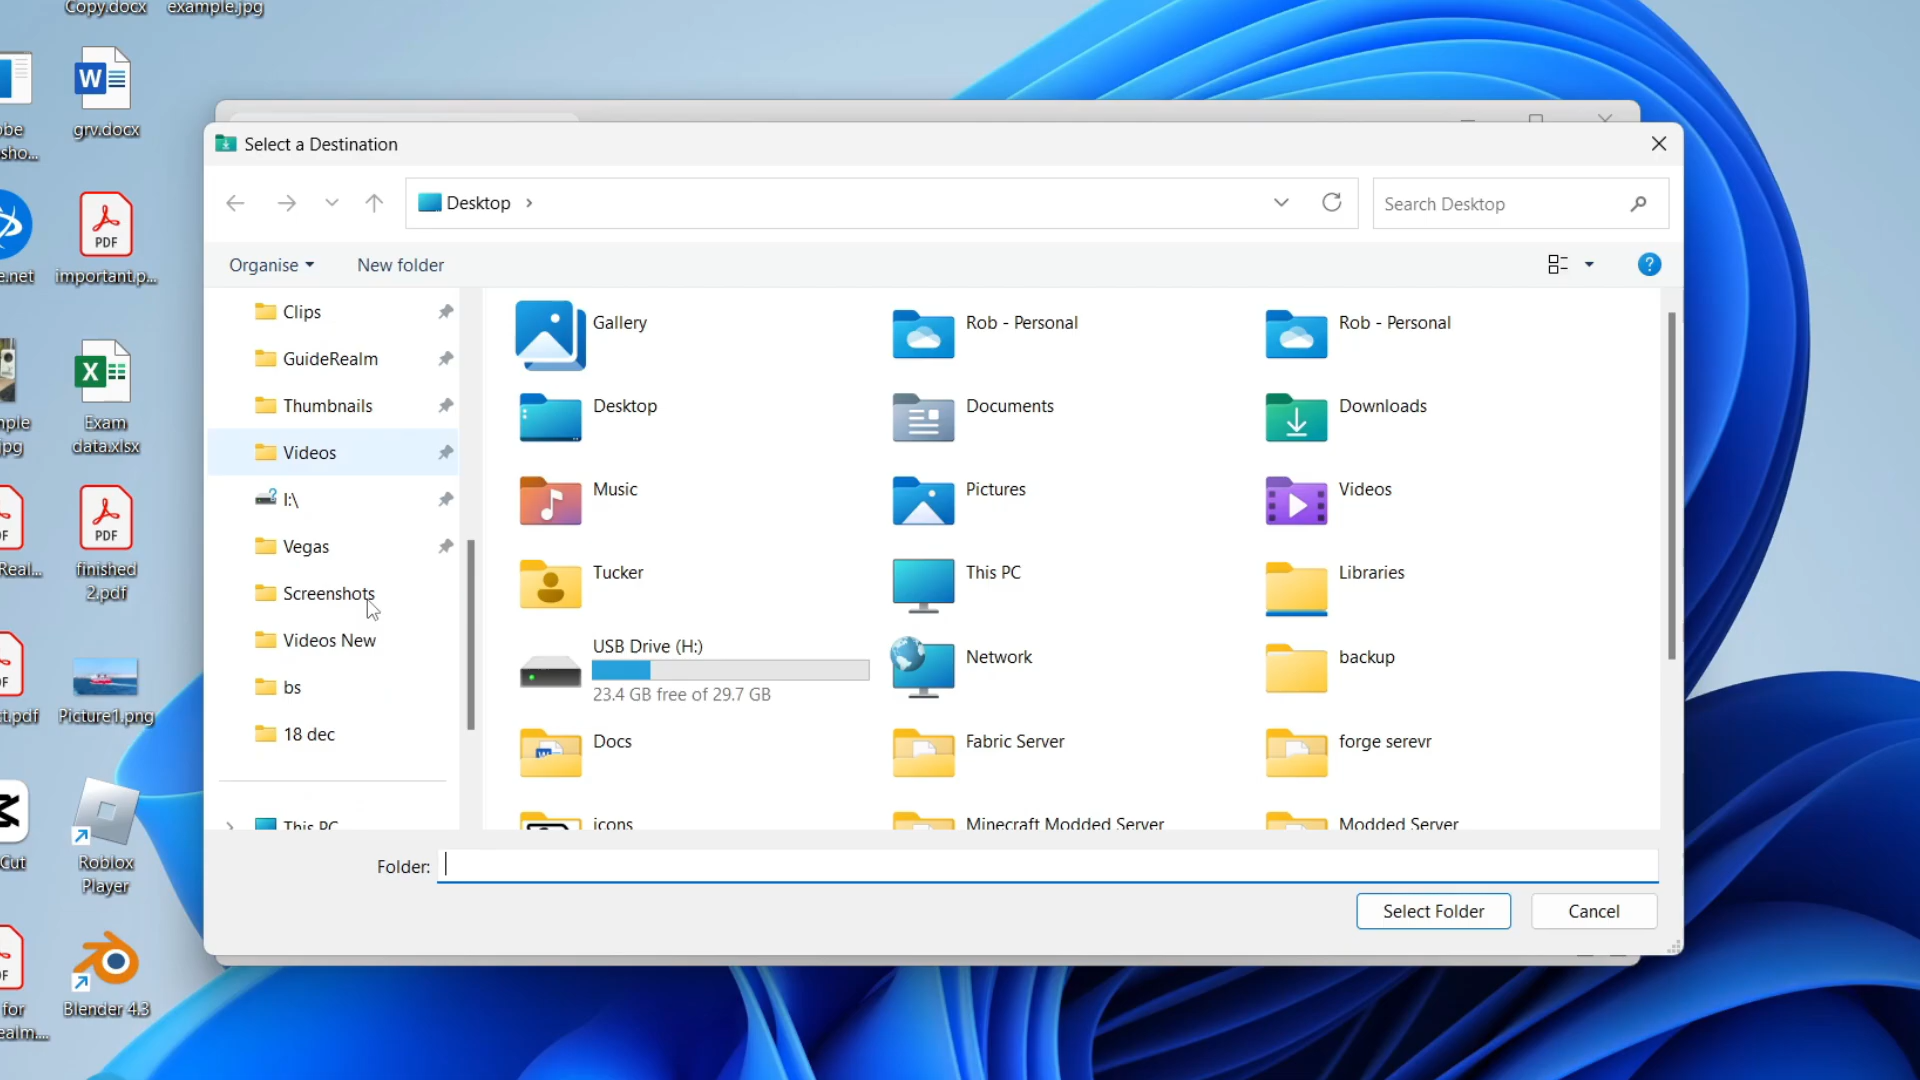 Copy.docx
example.jpg
grv.docx
important.p...
Exam
data.xlsx
PDF
finished
2.pdf
Picture1.png
Roblox
Player
Blender 4.3
Select a Destination
Desktop
Search Desktop
Organise
New folder
Clips
GuideRealm
Thumbnails
Videos
I:\
Vegas
Screenshots
Videos New
bs
18 dec
This PC
Gallery
Rob - Personal
Rob - Personal
Desktop
Documents
Downloads
Music
Pictures
Videos
Tucker
This PC
Libraries
USB Drive (H:)
23.4 GB free of 29.7 GB
Network
backup
Docs
Fabric Server
forge serevr
icons
Minecraft Modded Server
Modded Server
Folder:
Select Folder
Cancel